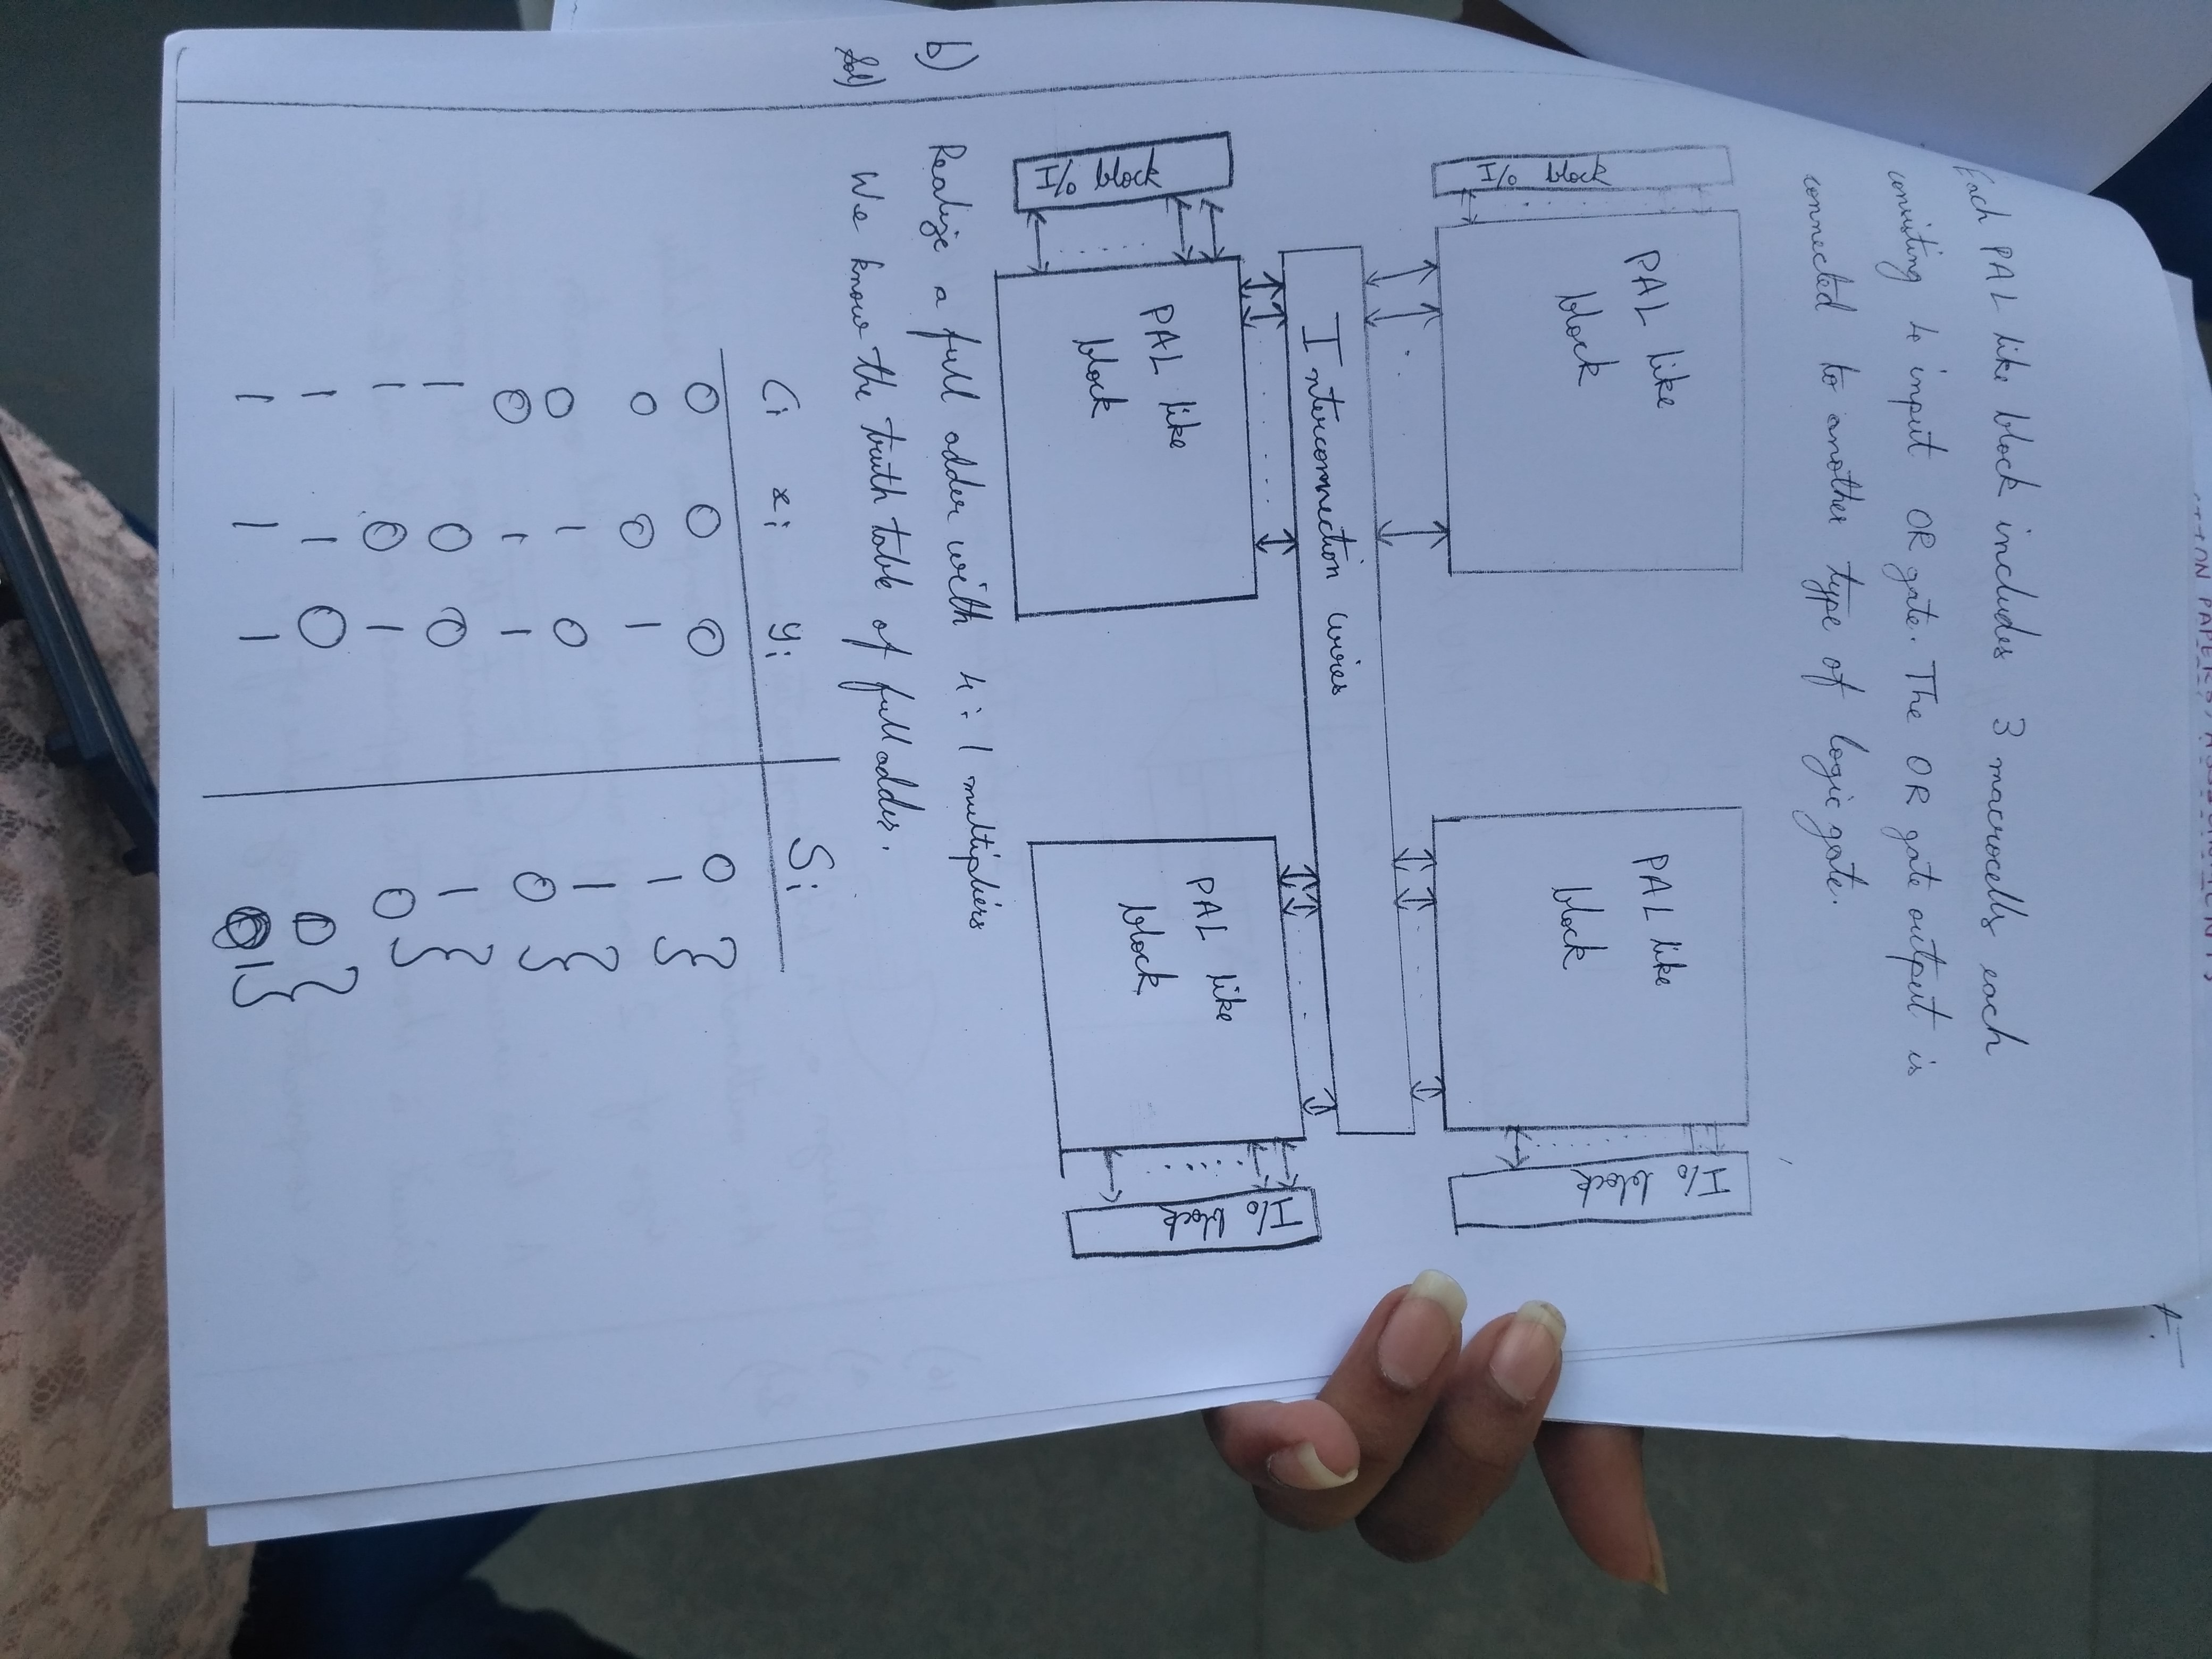 Each PAL like block includes 3 macrocells each
consisting 4 input OR gate. The OR gate output is
connected to another type of logic gate.
I/o block
PAL like
block
PAL like
block
I/o block
Interconnection wires
I/o block
PAL like
block
PAL like
block
I/o block
b) Realize a full adder with 4:1 multipliers
Sol) We know the truth table of full adder.
Ci xi yi Si
0 0 0 0
0 0 1 1
0 1 0 1
0 1 1 0
1 0 0 1
1 0 1 0
1 1 0 0
1 1 1 1